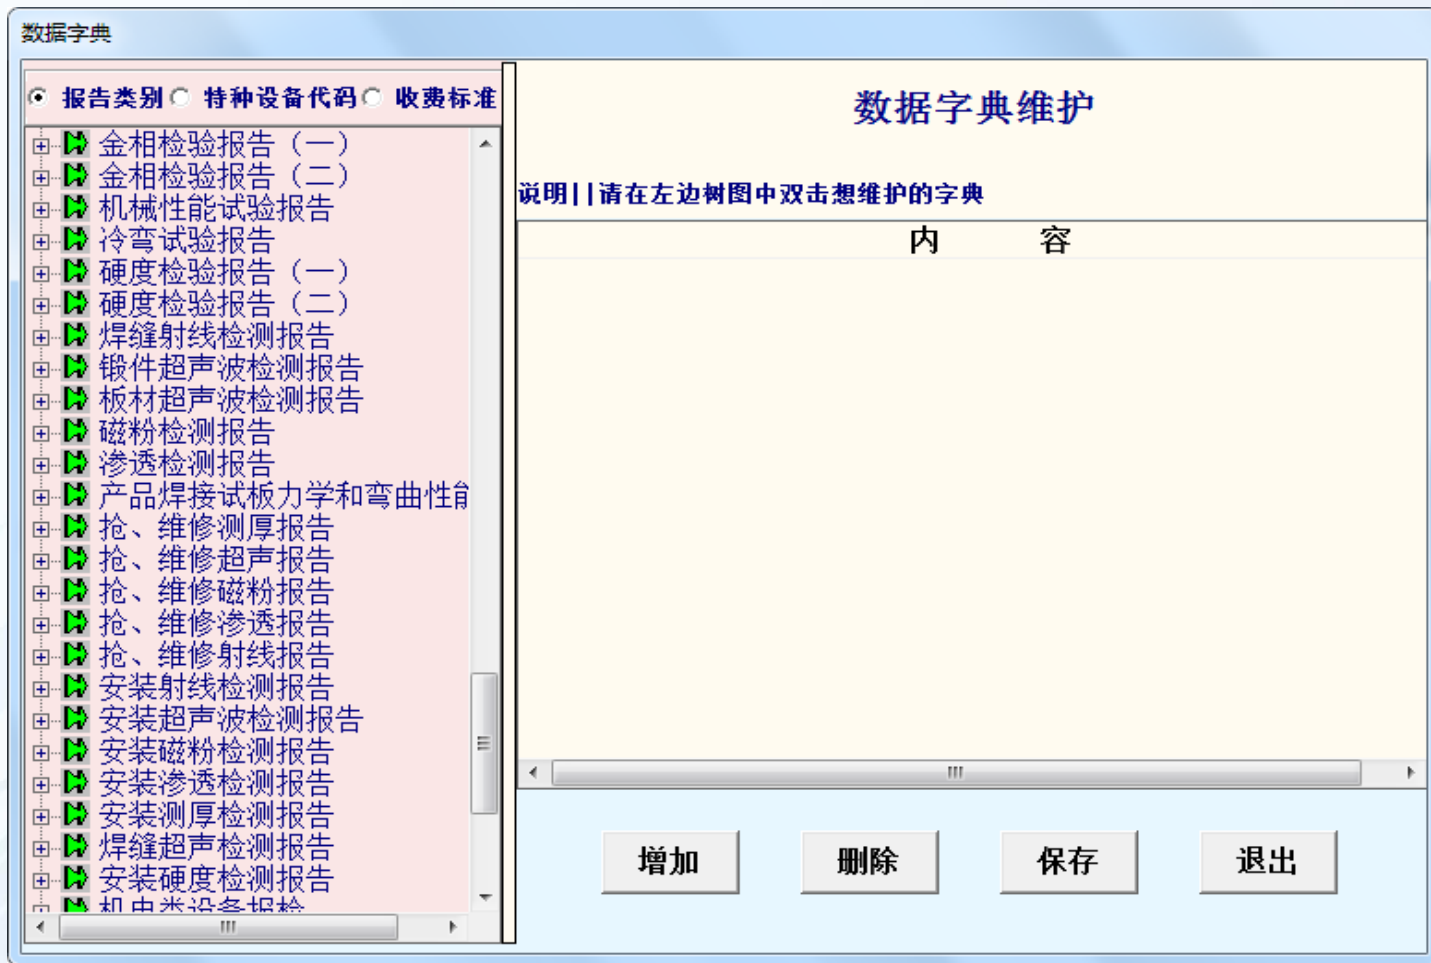 数据字典
报告类别 特种设备代码 收费标准
金相检验报告（一）
金相检验报告（二）
机械性能试验报告
冷弯试验报告
硬度检验报告（一）
硬度检验报告（二）
焊缝射线检测报告
锻件超声波检测报告
板材超声波检测报告
磁粉检测报告
渗透检测报告
产品焊接试板力学和弯曲性能
抢、维修测厚报告
抢、维修超声报告
抢、维修磁粉报告
抢、维修渗透报告
抢、维修射线报告
安装射线检测报告
安装超声波检测报告
安装磁粉检测报告
安装渗透检测报告
安装测厚检测报告
焊缝超声检测报告
安装硬度检测报告
机电类设备报检
数据字典维护
说明||请在左边树图中双击想维护的字典
内 容
增加 删除 保存 退出